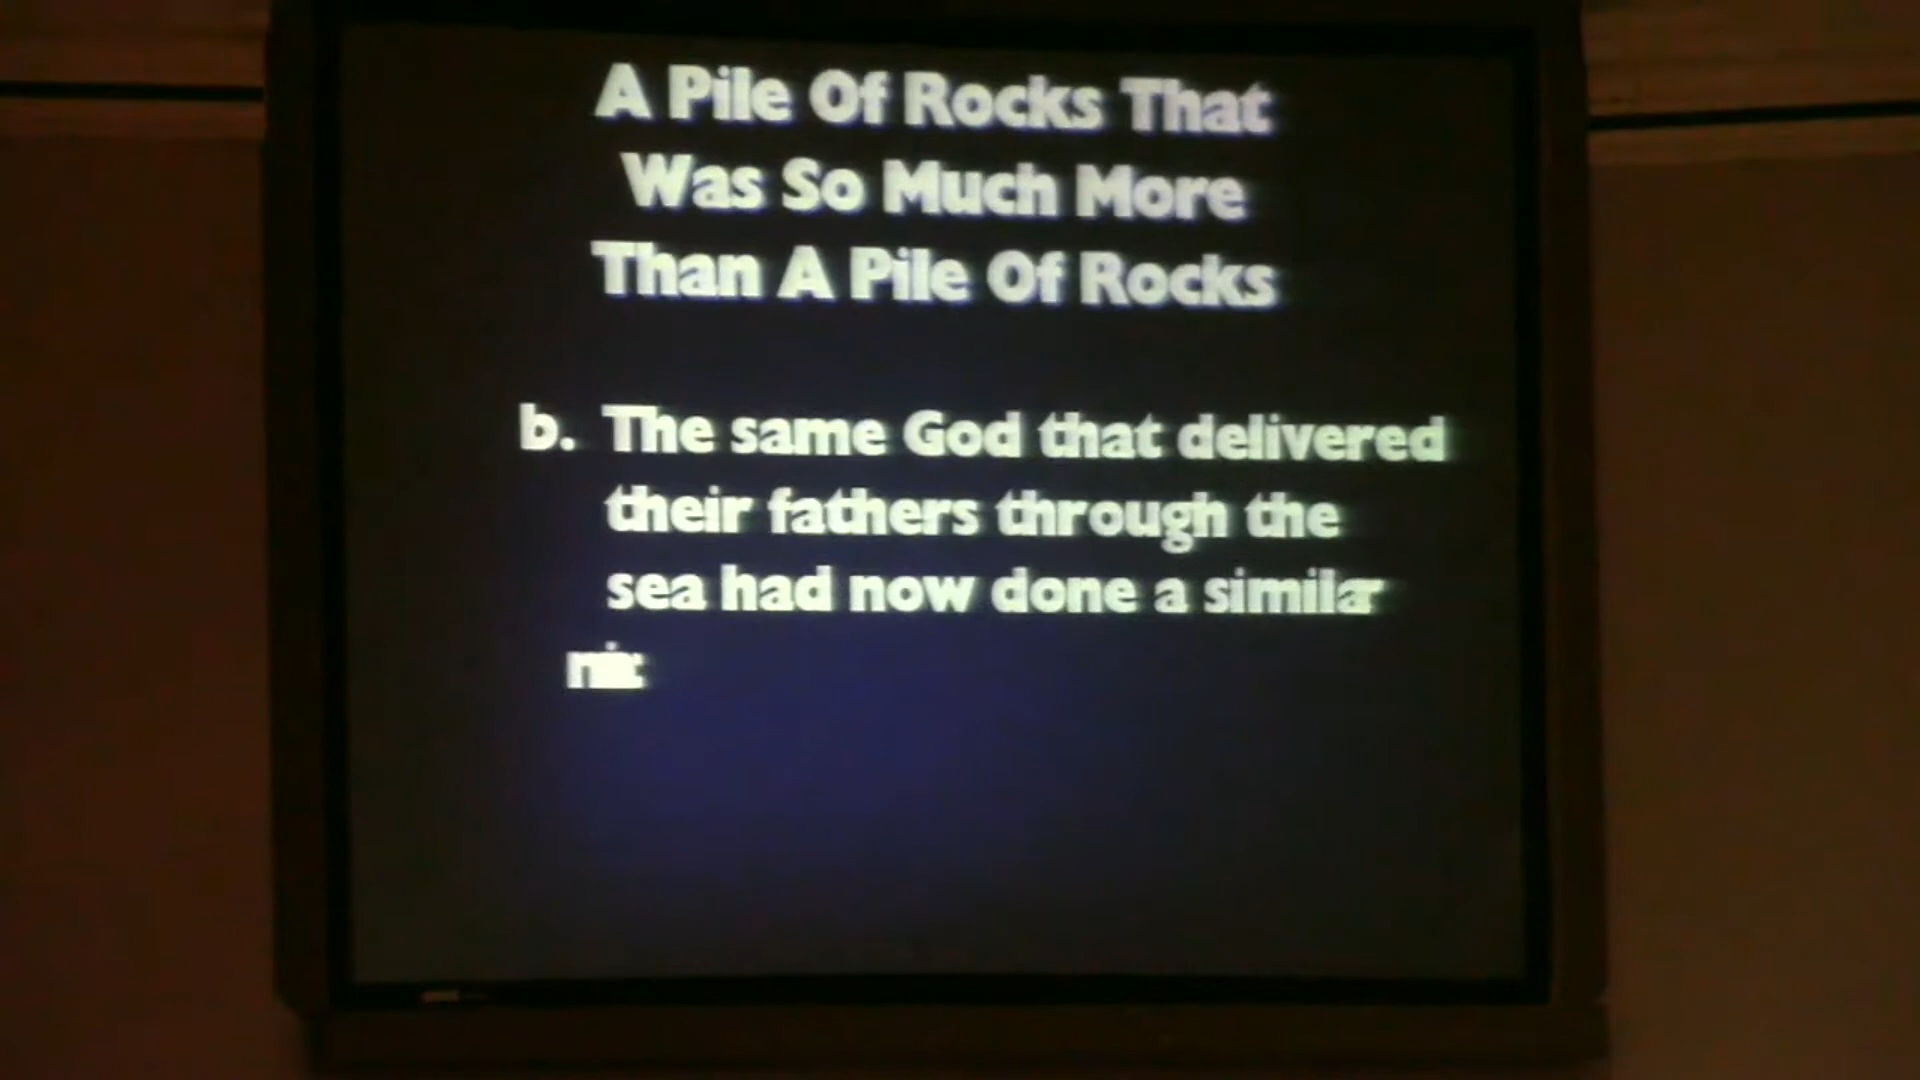 A Pile Of Rocks That
Was So Much More
Than A Pile Of Rocks
b. The same God that delivered
their fathers through the
sea had now done a similar